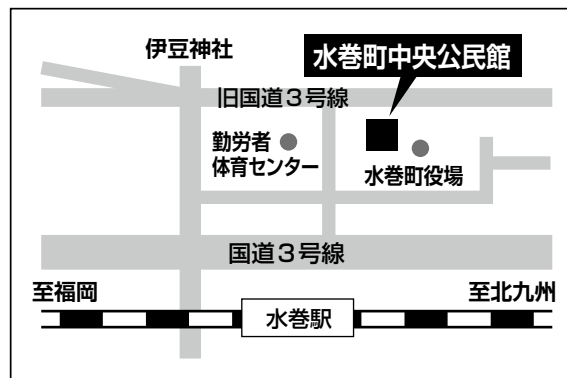 伊豆神社
水巻町中央公民館
旧国道3号線
勤労者
体育センター
水巻町役場
国道3号線
至福岡
至北九州
水巻駅